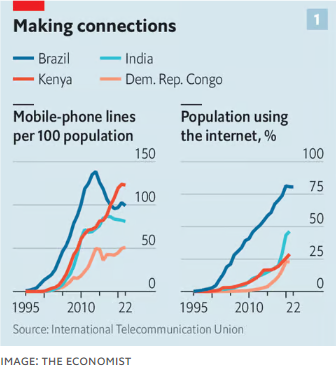 Making connections
1
Brazil
India
Kenya
Dem. Rep. Congo
Mobile-phone lines
per 100 population
150
100
50
0
1995
2010
22
Population using
the internet, %
100
75
50
25
0
1995
2010
22
Source: International Telecommunication Union
IMAGE: THE ECONOMIST